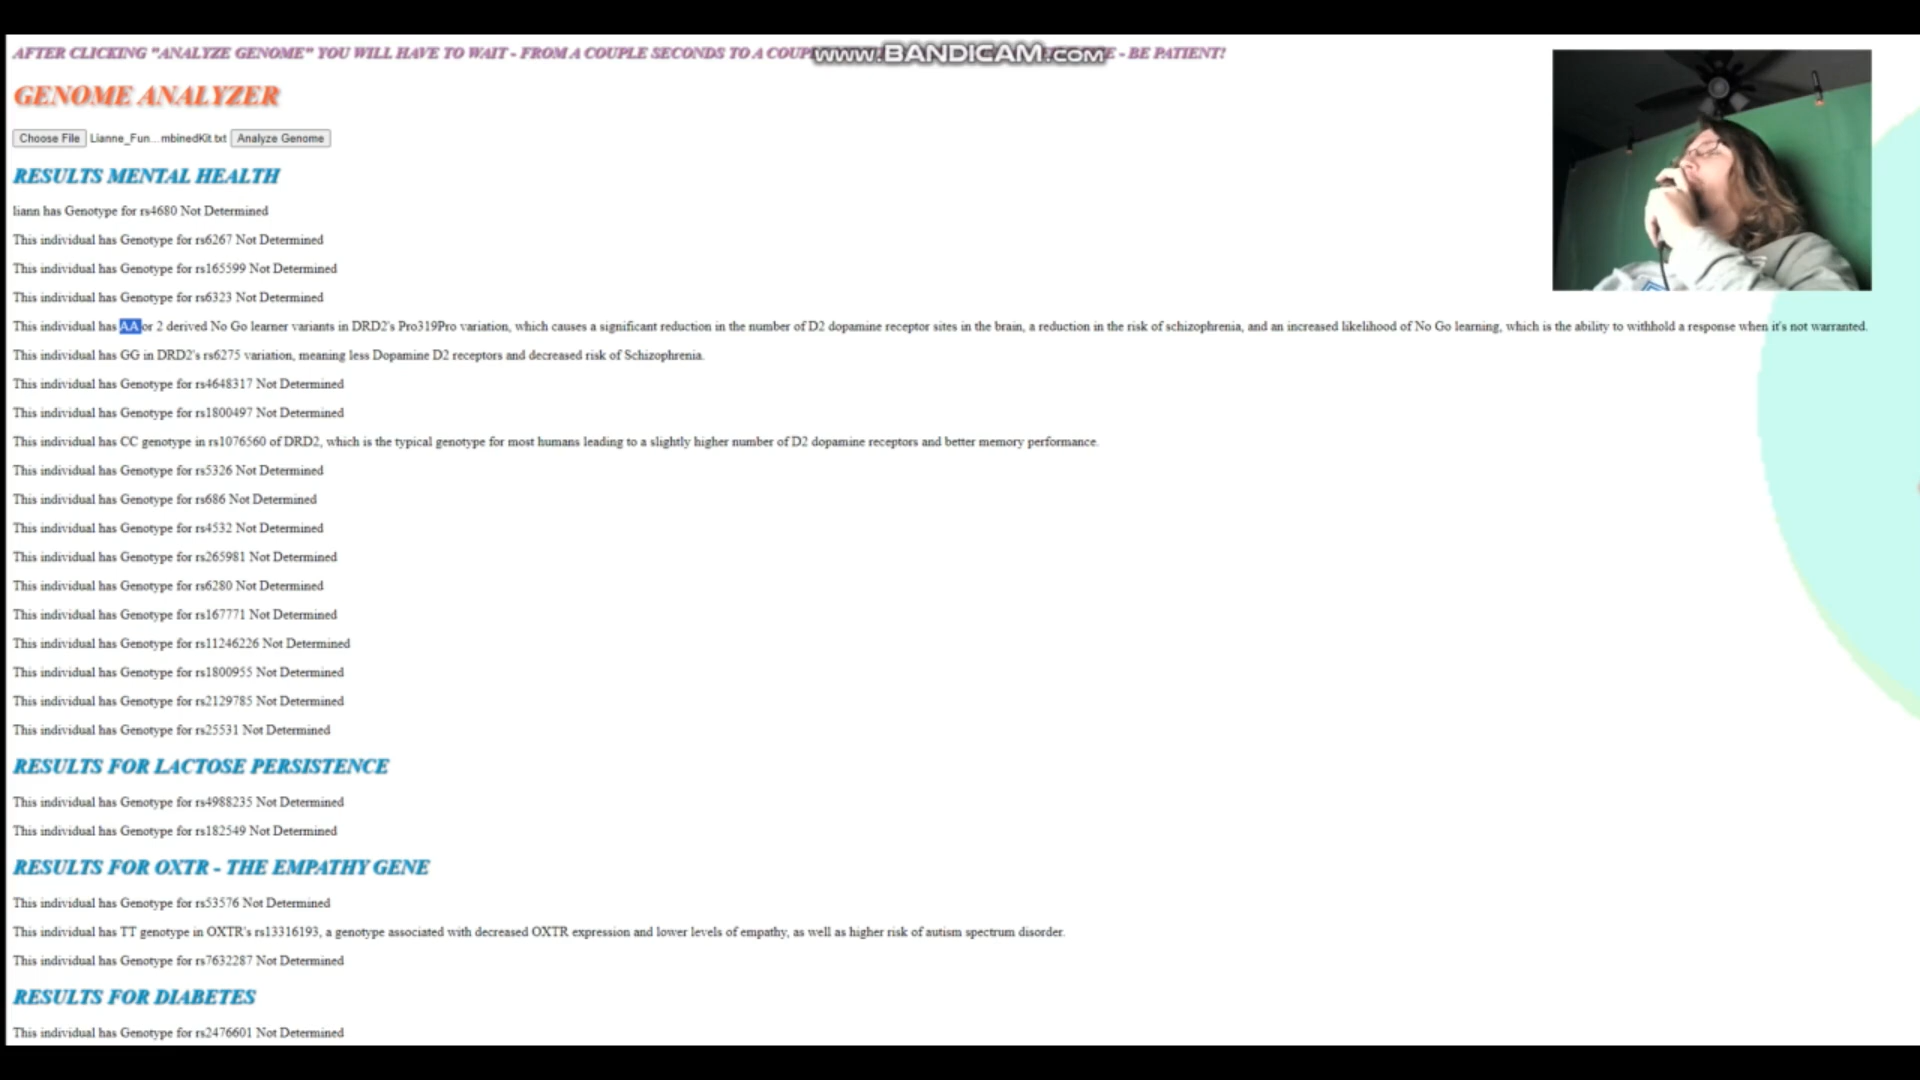 AFTER CLICKING "ANALYZE GENOME" YOU WILL HAVE TO WAIT - FROM A COUPLE SECONDS TO A COUP www.BANDICAM.com E - BE PATIENT!
GENOME ANALYZER
Choose File Lianne_Fun...mbinedKit.txt Analyze Genome
RESULTS MENTAL HEALTH
liann has Genotype for rs4680 Not Determined
This individual has Genotype for rs6267 Not Determined
This individual has Genotype for rs165599 Not Determined
This individual has Genotype for rs6323 Not Determined
This individual has AA or 2 derived No Go learner variants in DRD2's Pro319Pro variation, which causes a significant reduction in the number of D2 dopamine receptor sites in the brain, a reduction in the risk of schizophrenia, and an increased likelihood of No Go learning, which is the ability to withhold a response when it's not warranted.
This individual has GG in DRD2's rs6275 variation, meaning less Dopamine D2 receptors and decreased risk of Schizophrenia.
This individual has Genotype for rs4648317 Not Determined
This individual has Genotype for rs1800497 Not Determined
This individual has CC genotype in rs1076560 of DRD2, which is the typical genotype for most humans leading to a slightly higher number of D2 dopamine receptors and better memory performance.
This individual has Genotype for rs5326 Not Determined
This individual has Genotype for rs686 Not Determined
This individual has Genotype for rs4532 Not Determined
This individual has Genotype for rs265981 Not Determined
This individual has Genotype for rs6280 Not Determined
This individual has Genotype for rs167771 Not Determined
This individual has Genotype for rs11246226 Not Determined
This individual has Genotype for rs1800955 Not Determined
This individual has Genotype for rs2129785 Not Determined
This individual has Genotype for rs25531 Not Determined
RESULTS FOR LACTOSE PERSISTENCE
This individual has Genotype for rs4988235 Not Determined
This individual has Genotype for rs182549 Not Determined
RESULTS FOR OXTR - THE EMPATHY GENE
This individual has Genotype for rs53576 Not Determined
This individual has TT genotype in OXTR's rs13316193, a genotype associated with decreased OXTR expression and lower levels of empathy, as well as higher risk of autism spectrum disorder.
This individual has Genotype for rs7632287 Not Determined
RESULTS FOR DIABETES
This individual has Genotype for rs2476601 Not Determined